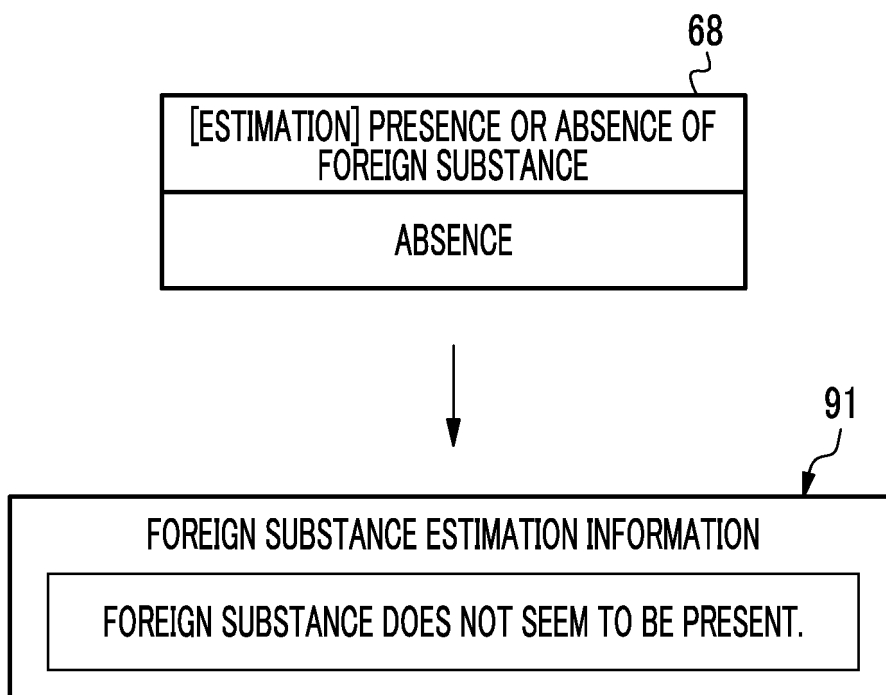 68
[ESTIMATION] PRESENCE OR ABSENCE OF
FOREIGN SUBSTANCE
ABSENCE
91
FOREIGN SUBSTANCE ESTIMATION INFORMATION
FOREIGN SUBSTANCE DOES NOT SEEM TO BE PRESENT.